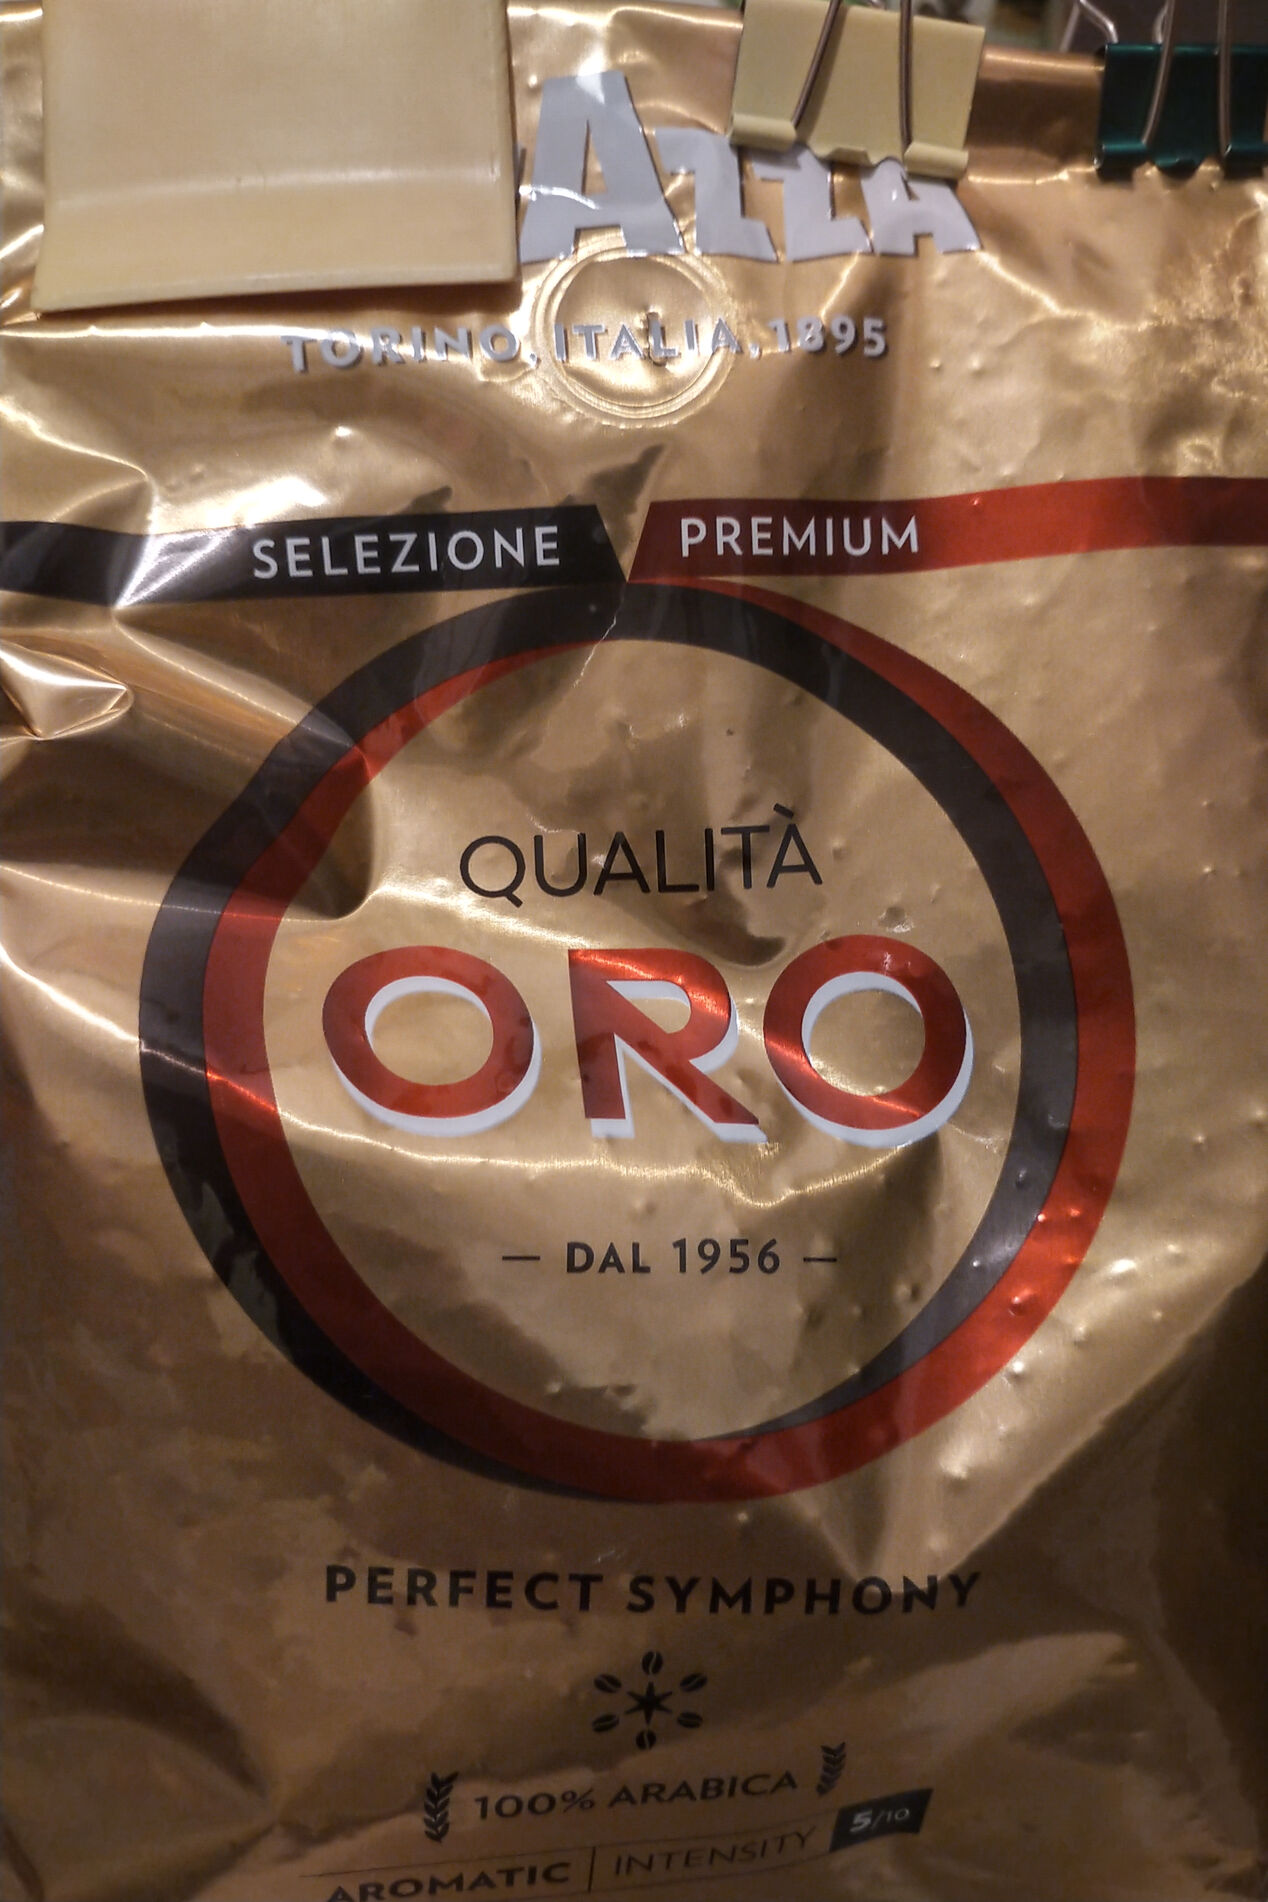 AZZA
TORINO, ITALIA, 1895
SELEZIONE PREMIUM
QUALITÀ
ORO
— DAL 1956 —
PERFECT SYMPHONY
100% ARABICA
AROMATIC | INTENSITY 5/10